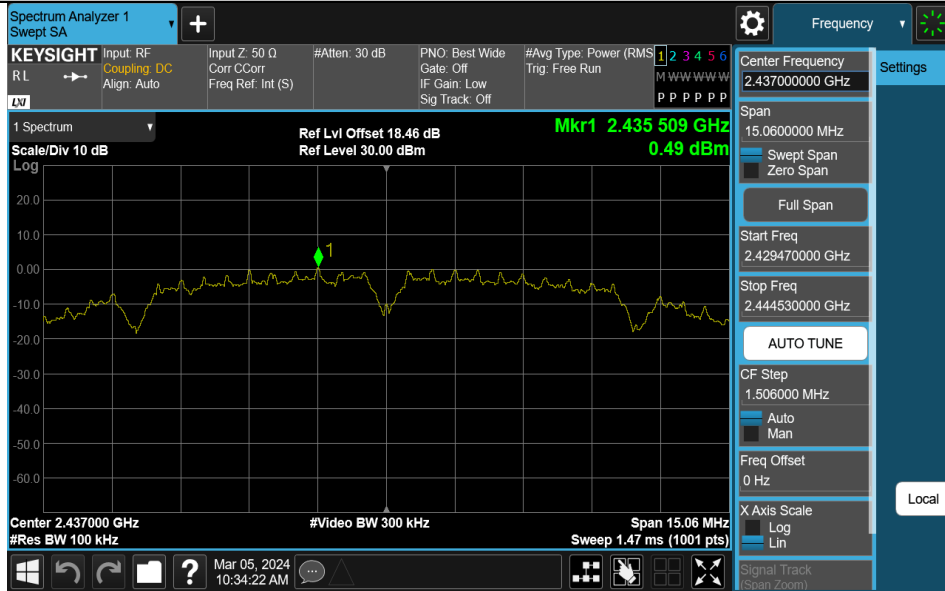 Spectrum Analyzer 1
Swept SA
+
Frequency
KEYSIGHT
RL
LXI
Input: RF
Coupling: DC
Align: Auto
Input Z: 50 Ω
Corr CCorr
Freq Ref: Int (S)
#Atten: 30 dB
PNO: Best Wide
Gate: Off
IF Gain: Low
Sig Track: Off
#Avg Type: Power (RMS
Trig: Free Run
1 2 3 4 5 6
M W W W W W
P P P P P P
Center Frequency
2.437000000 GHz
Settings
Span
15.0600000 MHz
Swept Span
Zero Span
Full Span
Start Freq
2.429470000 GHz
Stop Freq
2.444530000 GHz
AUTO TUNE
CF Step
1.506000 MHz
Auto
Man
Freq Offset
0 Hz
X Axis Scale
Log
Lin
Signal Track
(Span Zoom)
Local
1 Spectrum
Scale/Div 10 dB
Ref Lvl Offset 18.46 dB
Ref Level 30.00 dBm
Mkr1 2.435 509 GHz
0.49 dBm
Log
20.0
10.0
0.00
-10.0
-20.0
-30.0
-40.0
-50.0
-60.0
1
Center 2.437000 GHz
#Res BW 100 kHz
#Video BW 300 kHz
Span 15.06 MHz
Sweep 1.47 ms (1001 pts)
?
Mar 05, 2024
10:34:22 AM